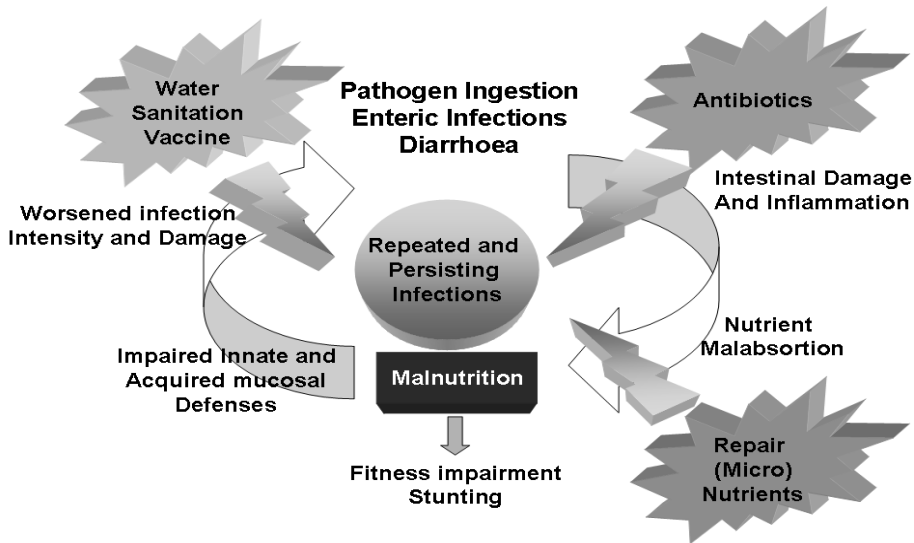 Water
Sanitation
Vaccine
Pathogen Ingestion
Enteric Infections
Diarrhoea
Antibiotics
Intestinal Damage
And Inflammation
Worsened infection
Intensity and Damage
Repeated and
Persisting
Infections
Nutrient
Malabsortion
Impaired Innate and
Acquired mucosal
Defenses
Malnutrition
Repair
(Micro)
Nutrients
Fitness impairment
Stunting